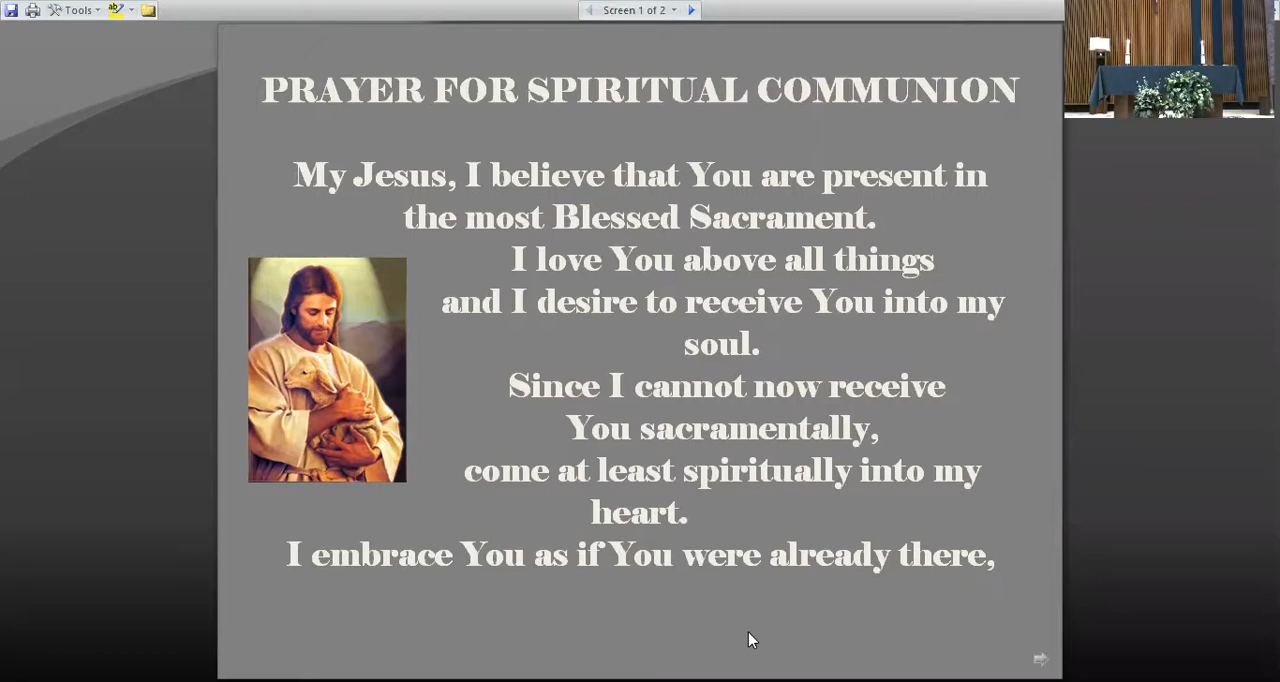 Tools
Screen 1 of 2
PRAYER FOR SPIRITUAL COMMUNION
My Jesus, I believe that You are present in
the most Blessed Sacrament.
I love You above all things
and I desire to receive You into my
soul.
Since I cannot now receive
You sacramentally,
come at least spiritually into my
heart.
I embrace You as if You were already there,